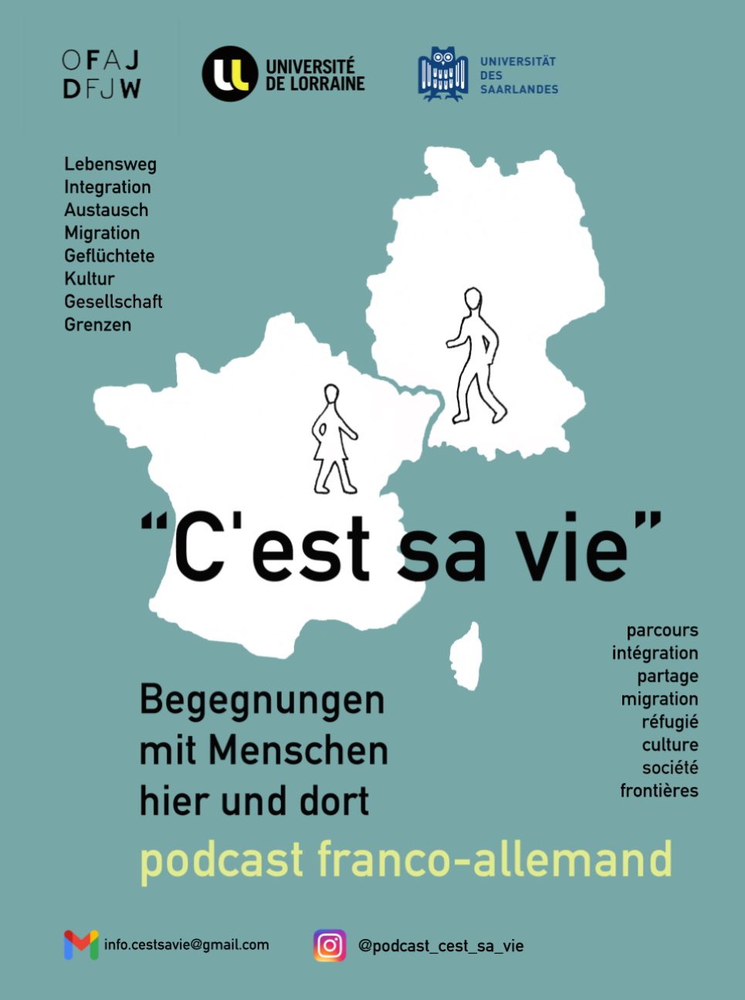 OFAJ
DFJW
UNIVERSITÉ
DE LORRAINE
UNIVERSITÄT
DES
SAARLANDES
Lebensweg
Integration
Austausch
Migration
Geflüchtete
Kultur
Gesellschaft
Grenzen
“C'est sa vie”
parcours
intégration
partage
migration
réfugié
culture
société
frontières
Begegnungen
mit Menschen
hier und dort
podcast franco-allemand
info.cestsavie@gmail.com
@podcast_cest_sa_vie